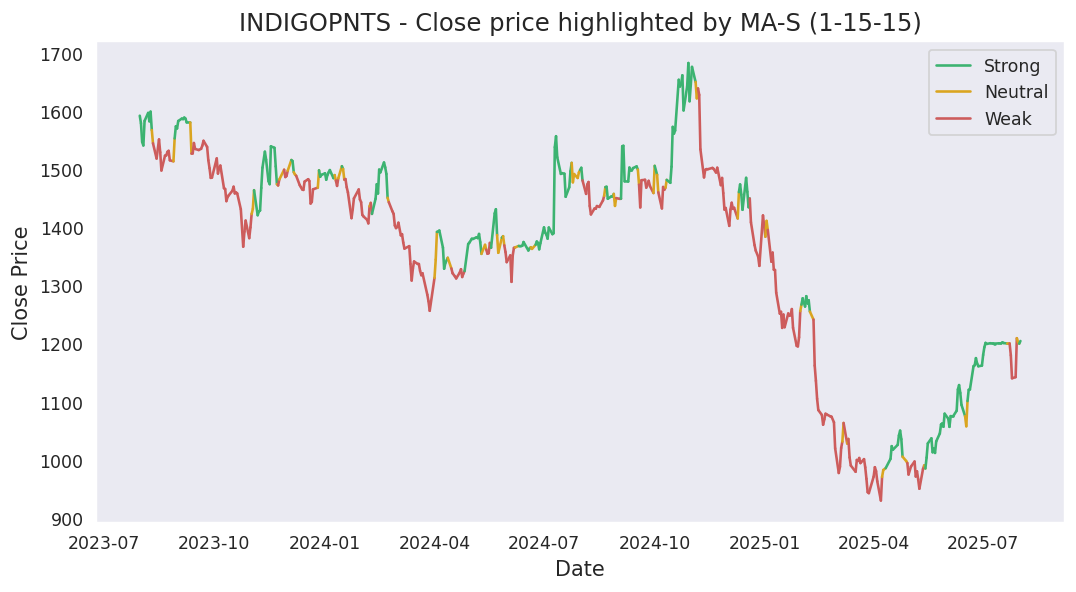 INDIGOPNTS - Close price highlighted by MA-S (1-15-15)
Strong
Neutral
Weak
Close Price
1700
1600
1500
1400
1300
1200
1100
1000
900
2023-07 2023-10 2024-01 2024-04 2024-07 2024-10 2025-01 2025-04 2025-07
Date